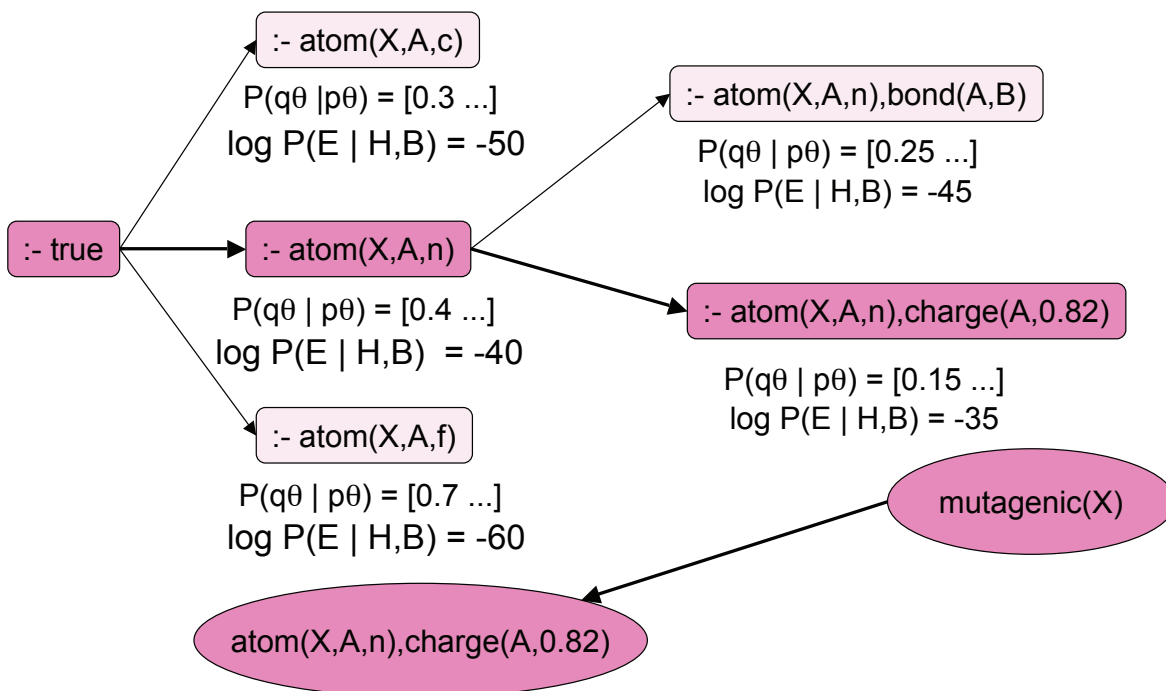 :- atom(X,A,c)
P(qθ |pθ) = [0.3 ...]
log P(E | H,B) = -50
:- atom(X,A,n),bond(A,B)
P(qθ | pθ) = [0.25 ...]
log P(E | H,B) = -45
:- true
:- atom(X,A,n)
P(qθ | pθ) = [0.4 ...]
log P(E | H,B) = -40
:- atom(X,A,n),charge(A,0.82)
P(qθ | pθ) = [0.15 ...]
log P(E | H,B) = -35
:- atom(X,A,f)
P(qθ | pθ) = [0.7 ...]
log P(E | H,B) = -60
mutagenic(X)
atom(X,A,n),charge(A,0.82)